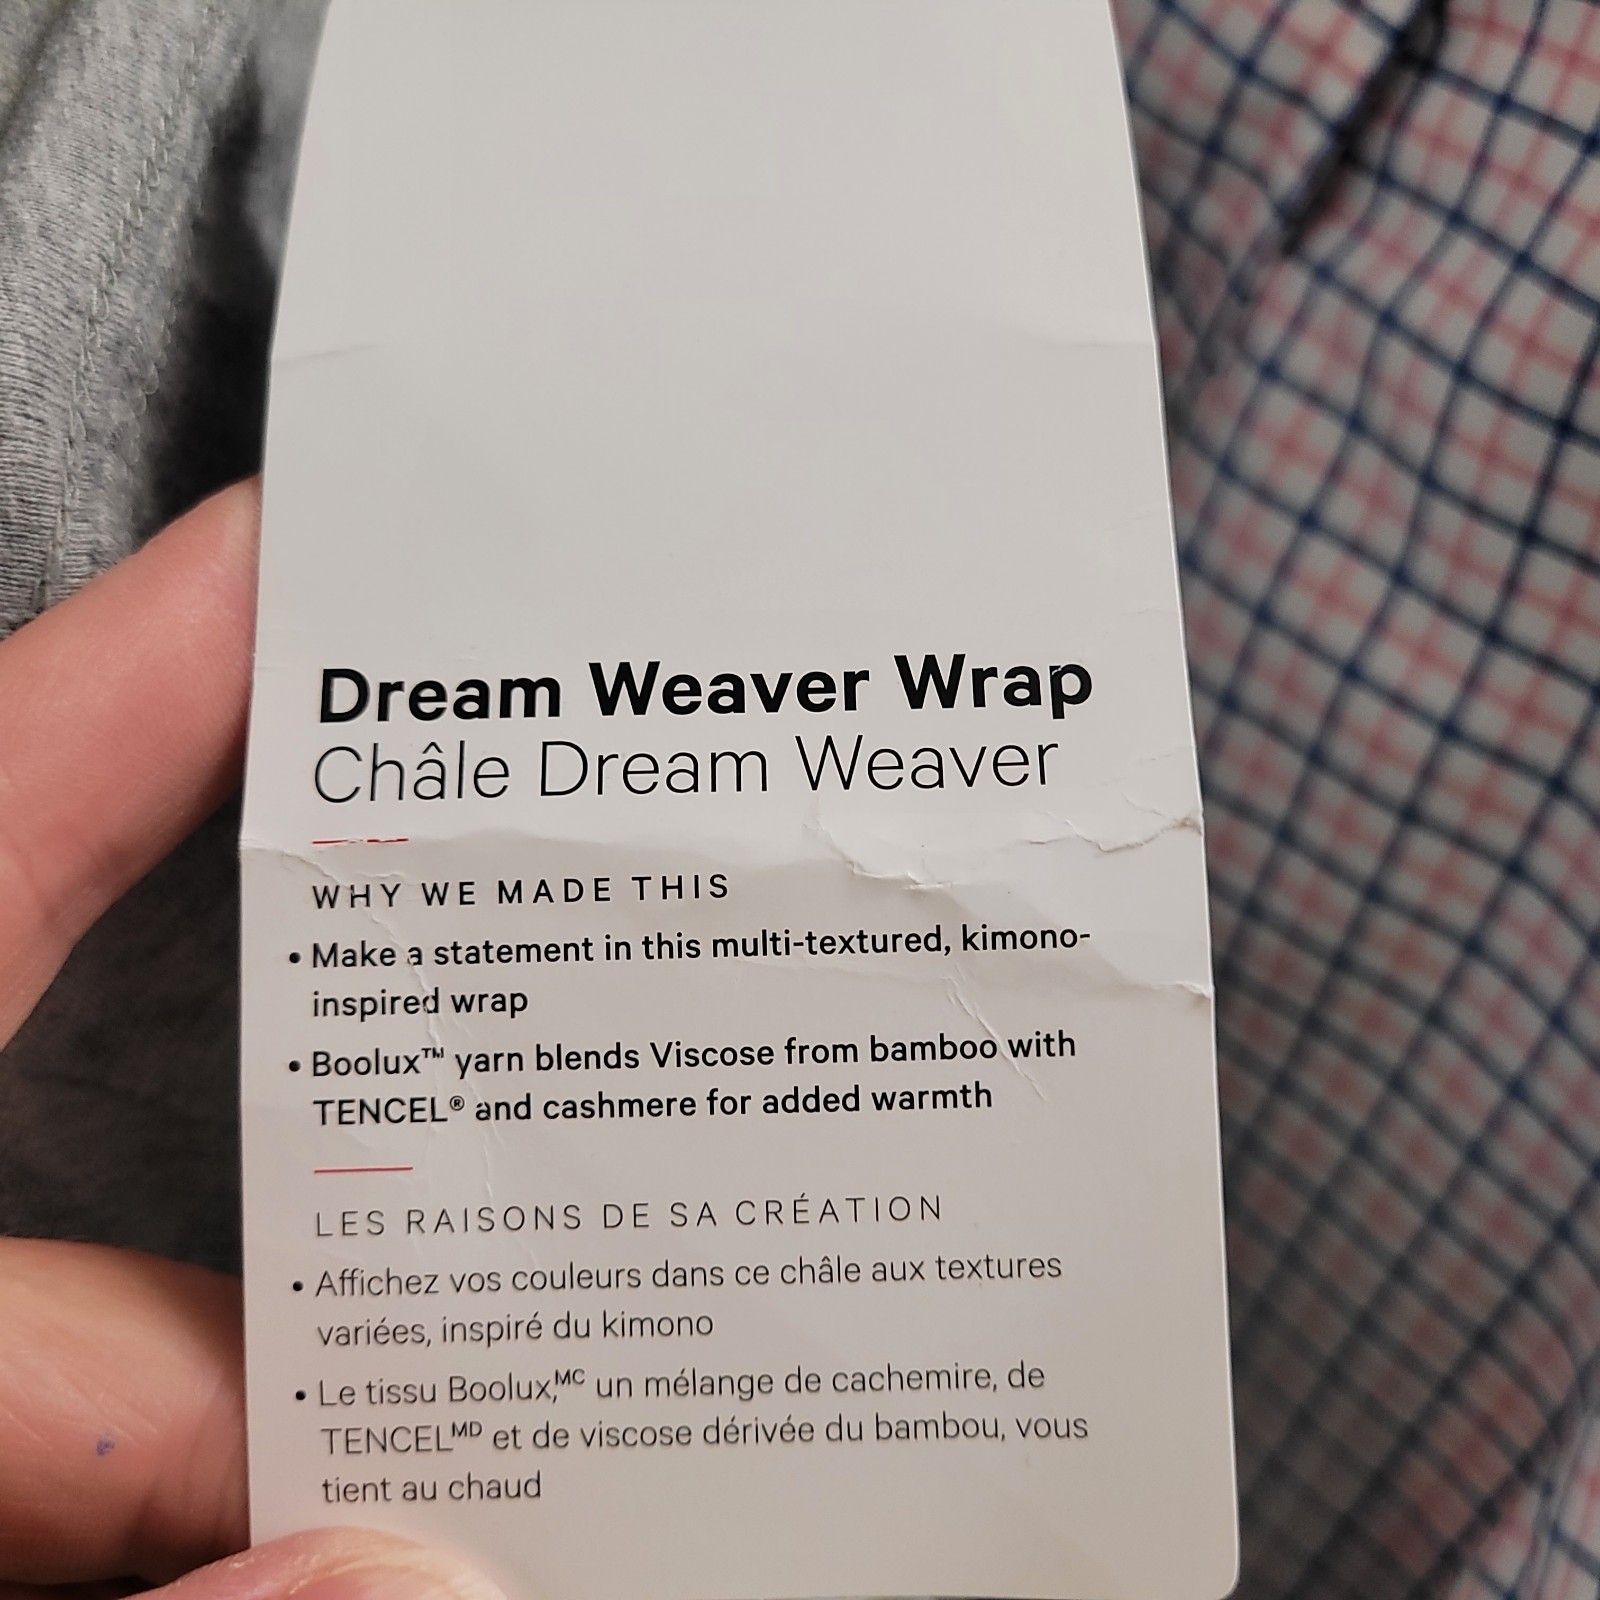 Dream Weaver Wrap
Châle Dream Weaver
WHY WE MADE THIS
• Make a statement in this multi-textured, kimono-
inspired wrap
• Boolux™ yarn blends Viscose from bamboo with
TENCEL® and cashmere for added warmth
LES RAISONS DE SA CRÉATION
• Affichez vos couleurs dans ce châle aux textures
variées, inspiré du kimono
• Le tissu Boolux,MC un mélange de cachemire, de
TENCELMD et de viscose dérivée du bambou, vous
tient au chaud